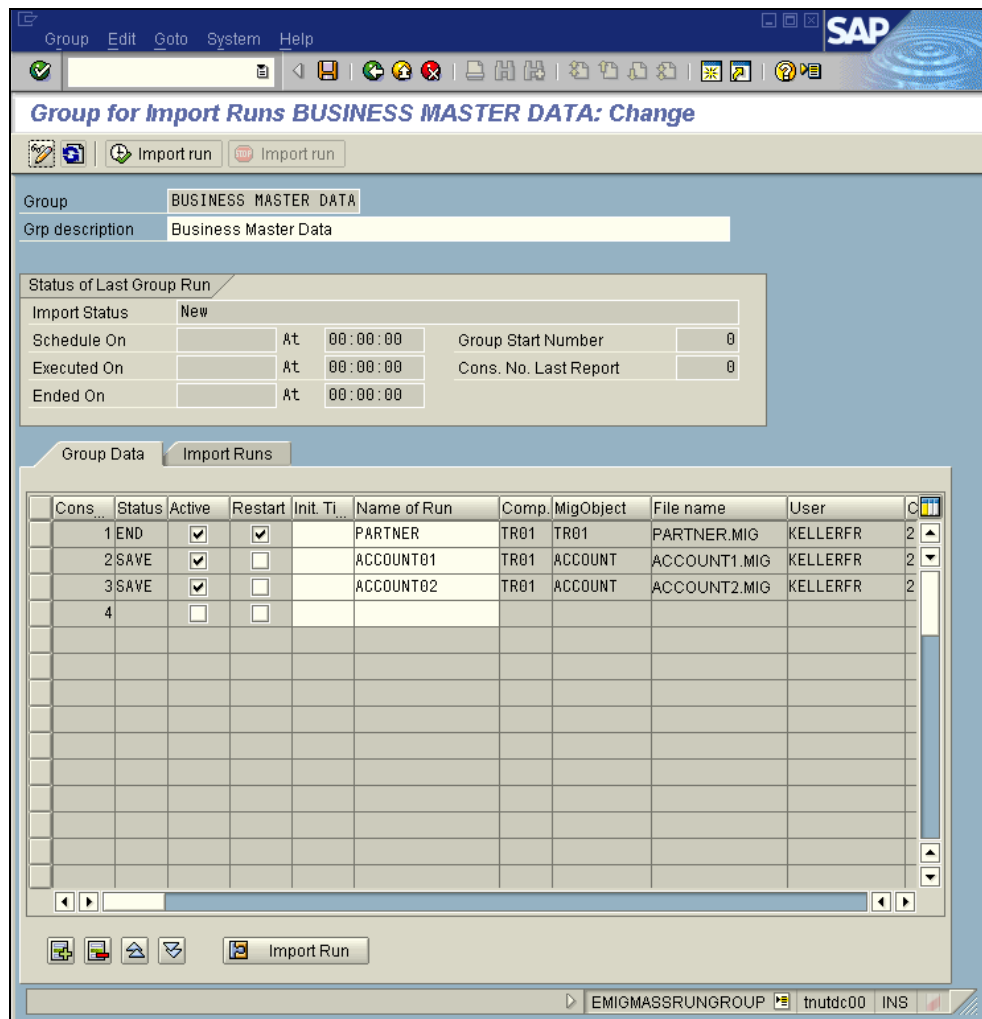 Group Edit Goto System Help
SAP
Group for Import Runs BUSINESS MASTER DATA: Change
Import run STOP Import run
Group BUSINESS MASTER DATA
Grp description Business Master Data
Status of Last Group Run
Import Status New
Schedule On At 00:00:00 Group Start Number 0
Executed On At 00:00:00 Cons. No. Last Report 0
Ended On At 00:00:00
Group Data Import Runs
Cons... Status Active Restart Init. Ti... Name of Run Comp. MigObject File name User C
1 END PARTNER TR01 TR01 PARTNER.MIG KELLERFR 2
2 SAVE ACCOUNT01 TR01 ACCOUNT ACCOUNT1.MIG KELLERFR 2
3 SAVE ACCOUNT02 TR01 ACCOUNT ACCOUNT2.MIG KELLERFR 2
4
Import Run
EMIGMASSRUNGROUP tnutdc00 INS